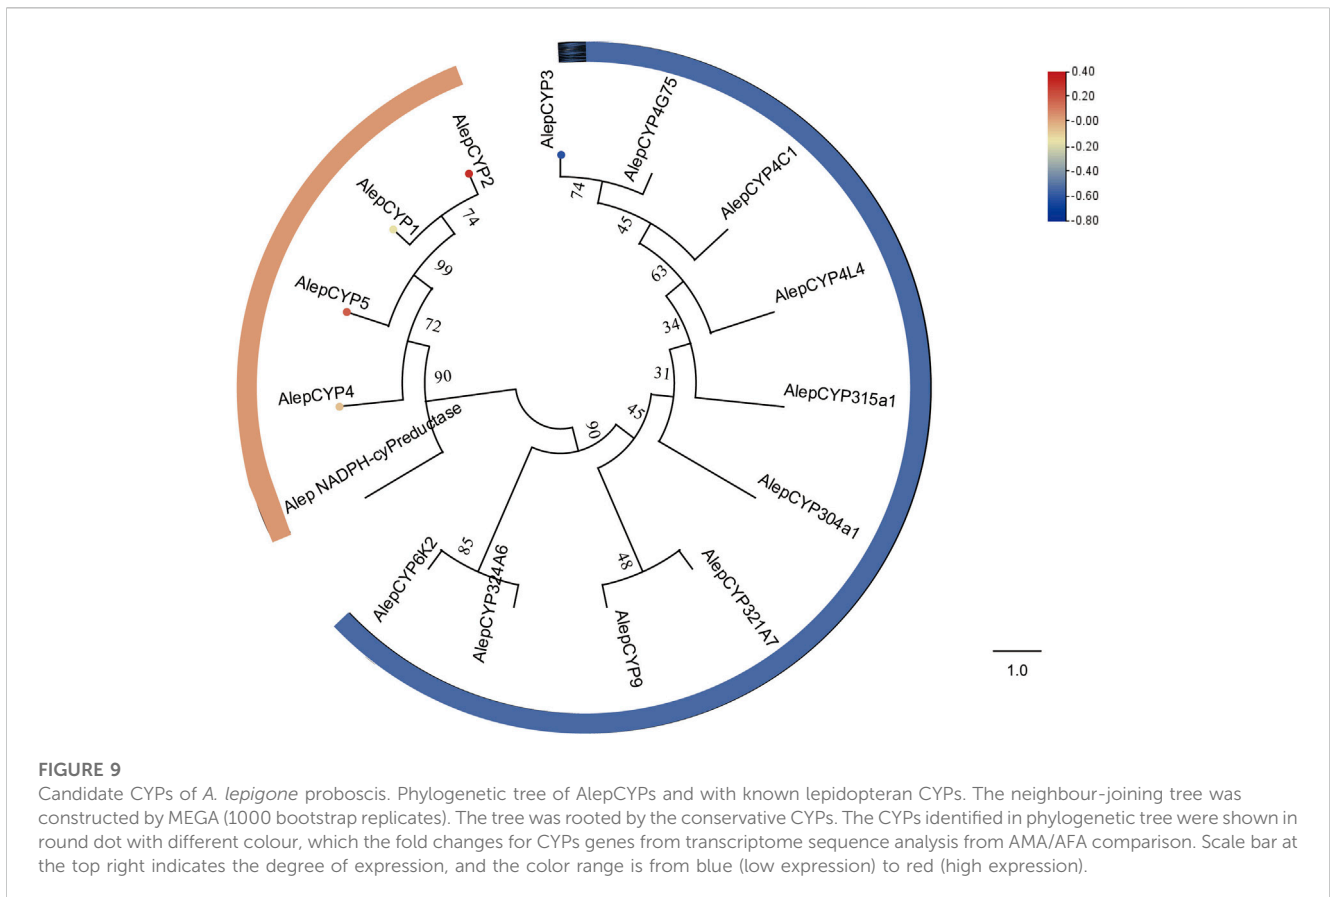 AlepCYP3
AlepCYP4G75
AlepCYP4C1
AlepCYP4L4
AlepCYP315a1
AlepCYP304a1
AlepCYP321A7
AlepCYP9
AlepCYP324A6
AlepCYP6K2
Alep NADPH-cyPreductase
AlepCYP4
AlepCYP5
AlepCYP1
AlepCYP2
74
45
63
34
31
45
90
48
85
90
72
99
74
0.40
0.20
-0.00
-0.20
-0.40
-0.60
-0.80
1.0
FIGURE 9
Candidate CYPs of A. lepigone proboscis. Phylogenetic tree of AlepCYPs and with known lepidopteran CYPs. The neighbour-joining tree was
constructed by MEGA (1000 bootstrap replicates). The tree was rooted by the conservative CYPs. The CYPs identified in phylogenetic tree were shown in
round dot with different colour, which the fold changes for CYPs genes from transcriptome sequence analysis from AMA/AFA comparison. Scale bar at
the top right indicates the degree of expression, and the color range is from blue (low expression) to red (high expression).